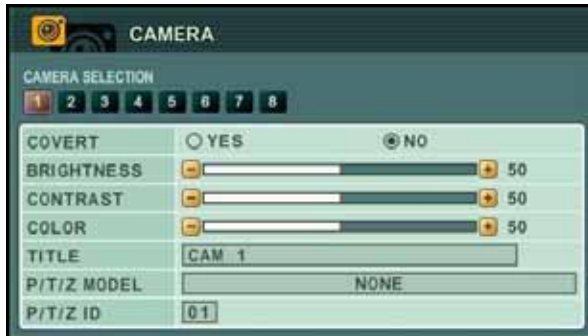 CAMERA
CAMERA SELECTION
1 2 3 4 5 6 7 8
COVERT YES NO
BRIGHTNESS - + 50
CONTRAST - + 50
COLOR - + 50
TITLE CAM 1
P/T/Z MODEL NONE
P/T/Z ID 01